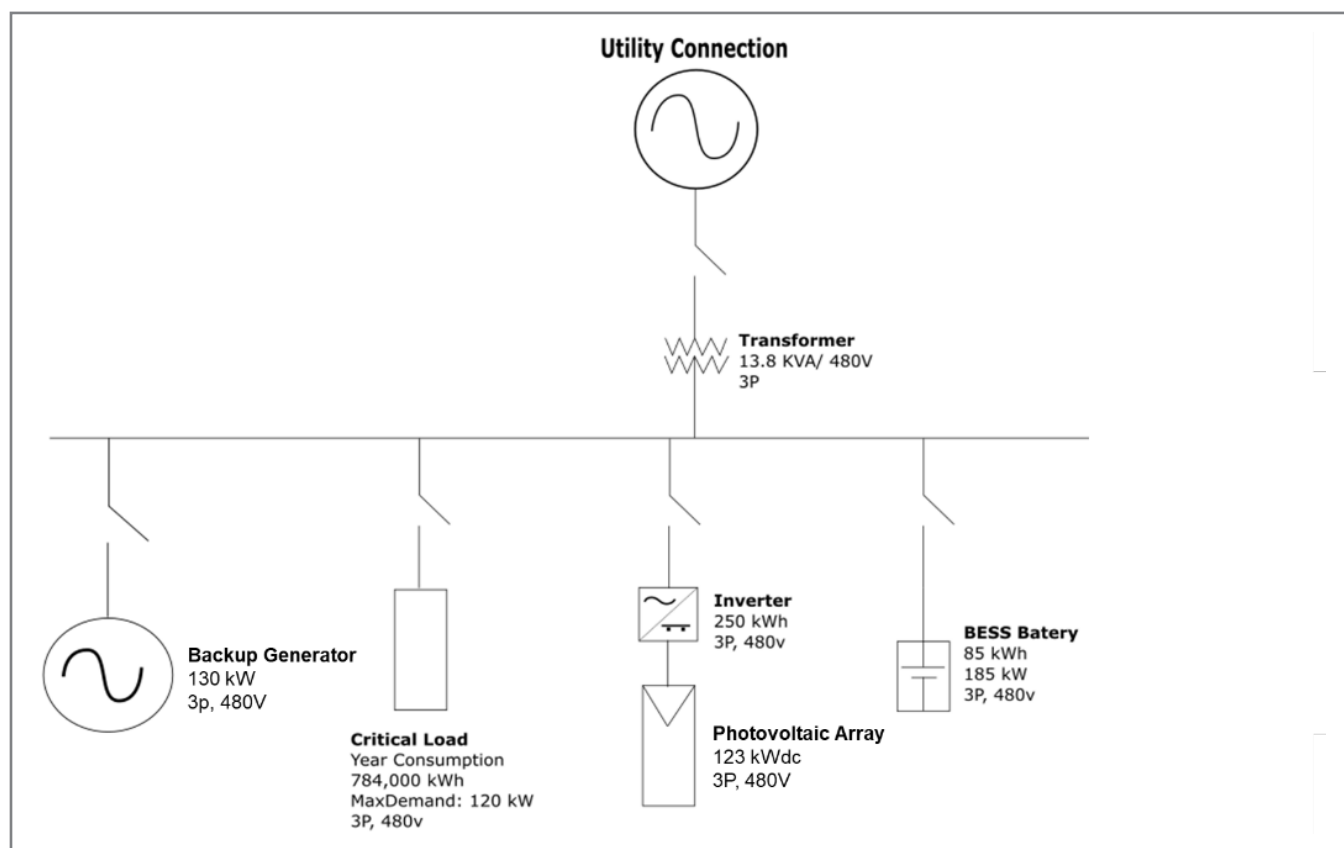 Utility Connection
Transformer
13.8 KVA/ 480V
3P
Backup Generator
130 kW
3p, 480V
Critical Load
Year Consumption
784,000 kWh
MaxDemand: 120 kW
3P, 480v
Inverter
250 kWh
3P, 480v
Photovoltaic Array
123 kWdc
3P, 480V
BESS Batery
85 kWh
185 kW
3P, 480v